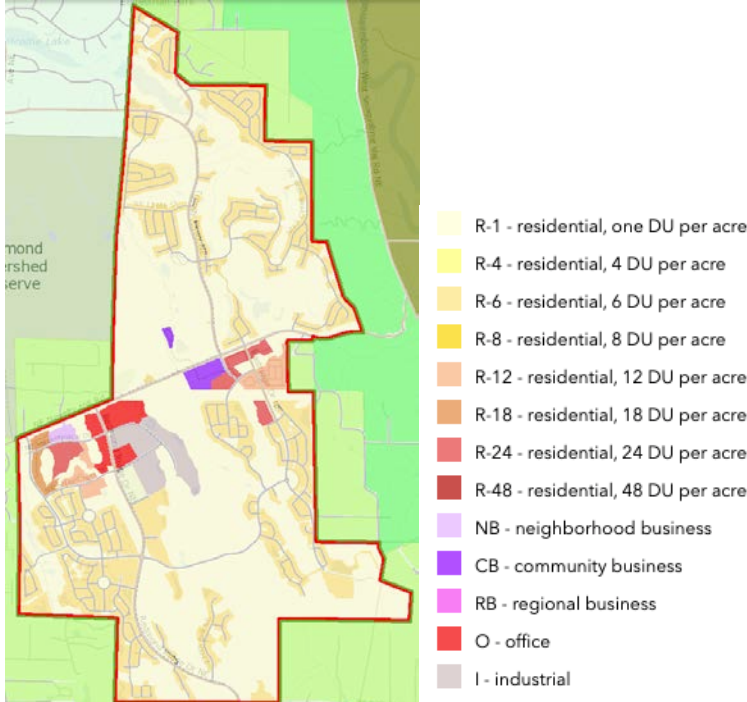 mond
ershed
serve
R-1 - residential, one DU per acre
R-4 - residential, 4 DU per acre
R-6 - residential, 6 DU per acre
R-8 - residential, 8 DU per acre
R-12 - residential, 12 DU per acre
R-18 - residential, 18 DU per acre
R-24 - residential, 24 DU per acre
R-48 - residential, 48 DU per acre
NB - neighborhood business
CB - community business
RB - regional business
O - office
I - industrial